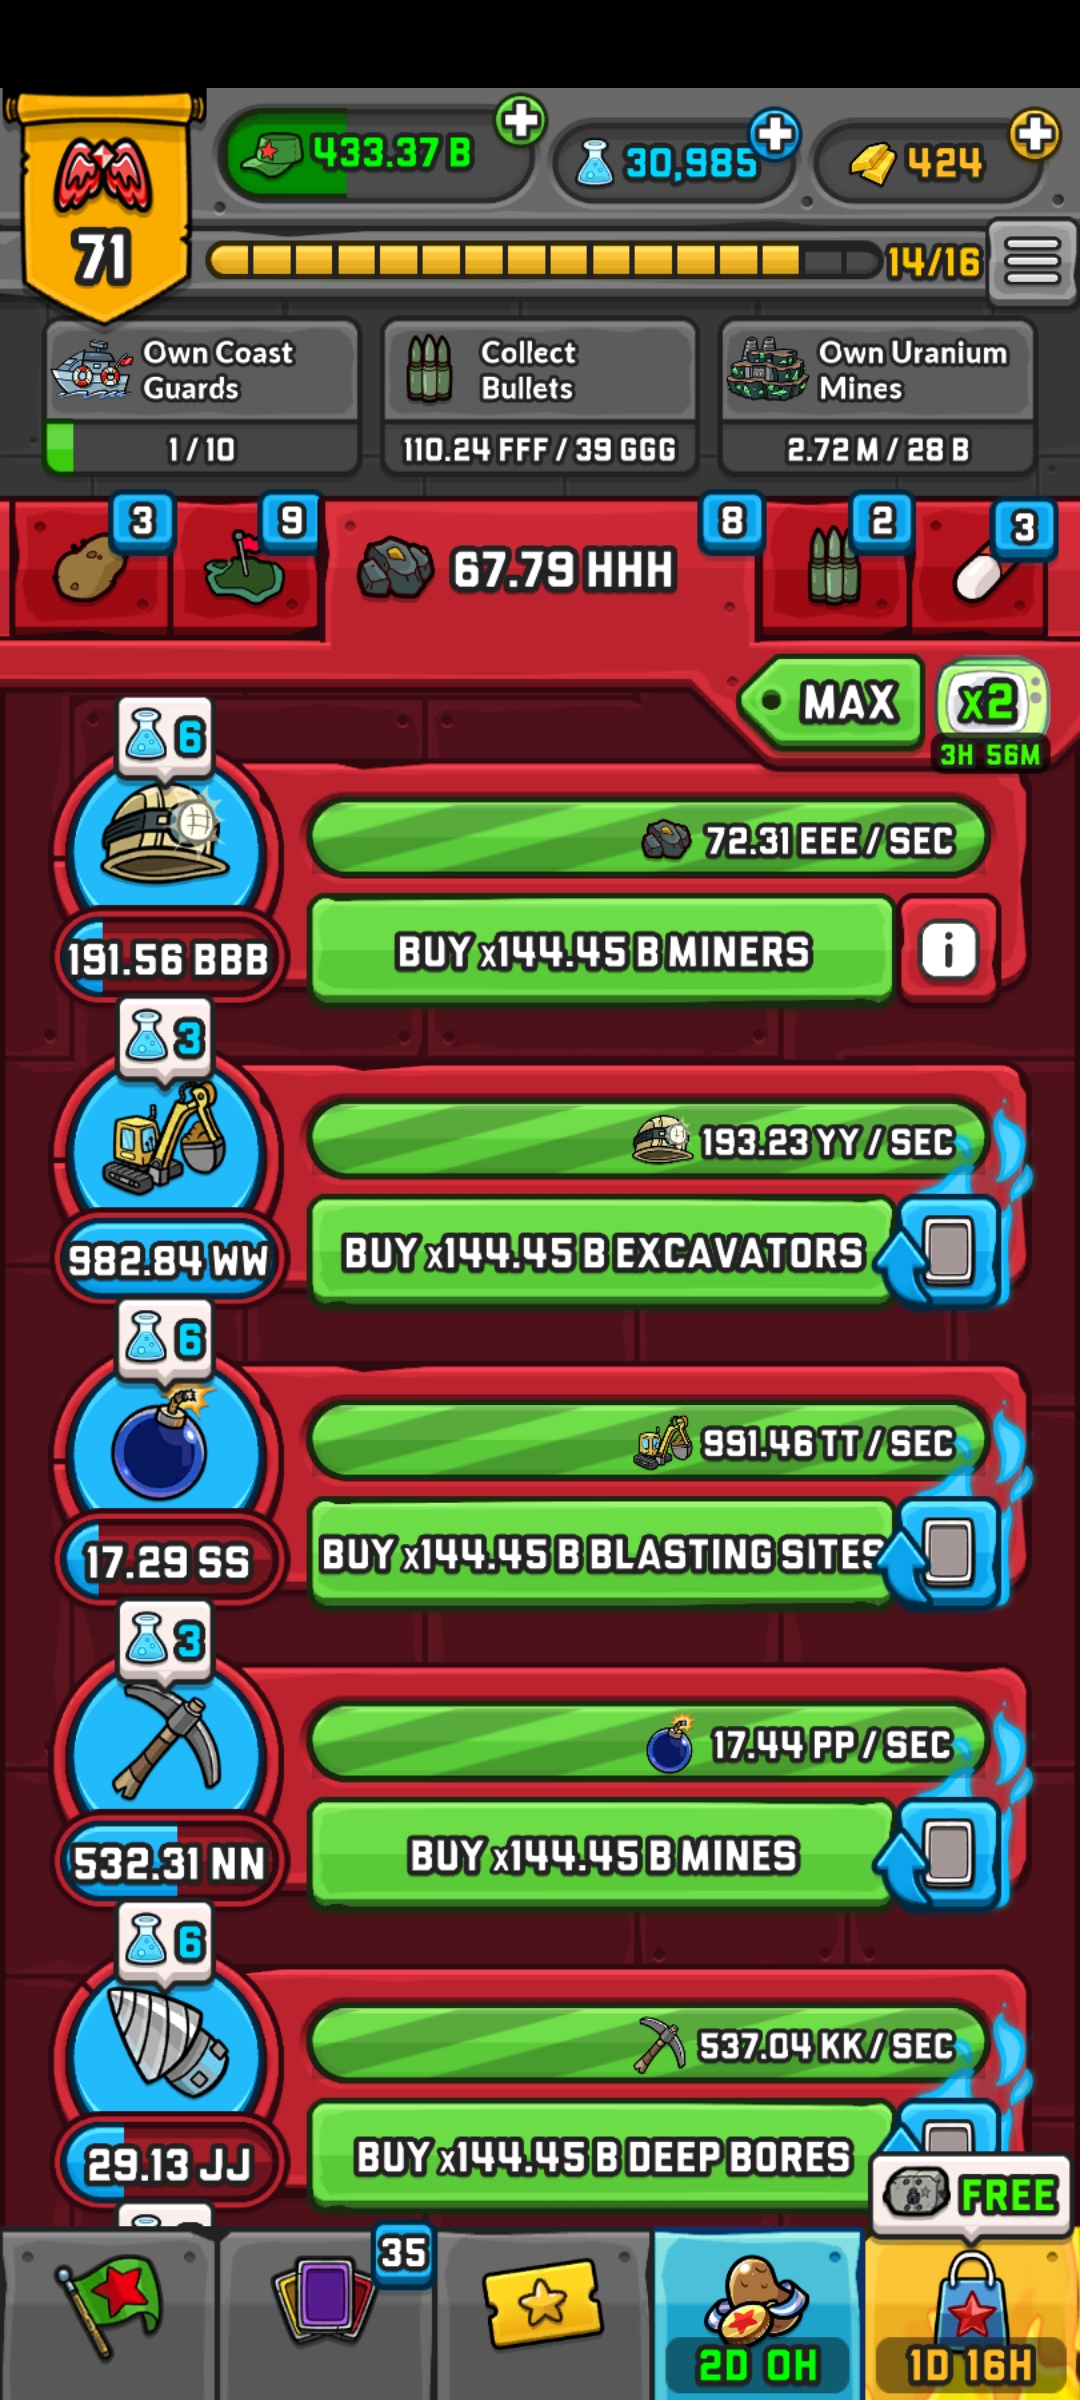 433.37 B
30,985
424
71
14/16
Own Coast
Guards
Collect
Bullets
Own Uranium
Mines
1 / 10
110.24 FFF / 39 GGG
2.72 M / 28 B
3
9
67.79 HHH
8
2
3
MAX
x2
3H 56M
6
72.31 EEE / SEC
BUY x144.45 B MINERS
i
191.56 BBB
3
193.23 YY / SEC
BUY x144.45 B EXCAVATORS
982.84 WW
6
991.46 TT / SEC
BUY x144.45 B BLASTING SITES
17.29 SS
3
17.44 PP / SEC
BUY x144.45 B MINES
532.31 NN
6
537.04 KK / SEC
BUY x144.45 B DEEP BORES
29.13 JJ
FREE
35
2D 0H
1D 16H